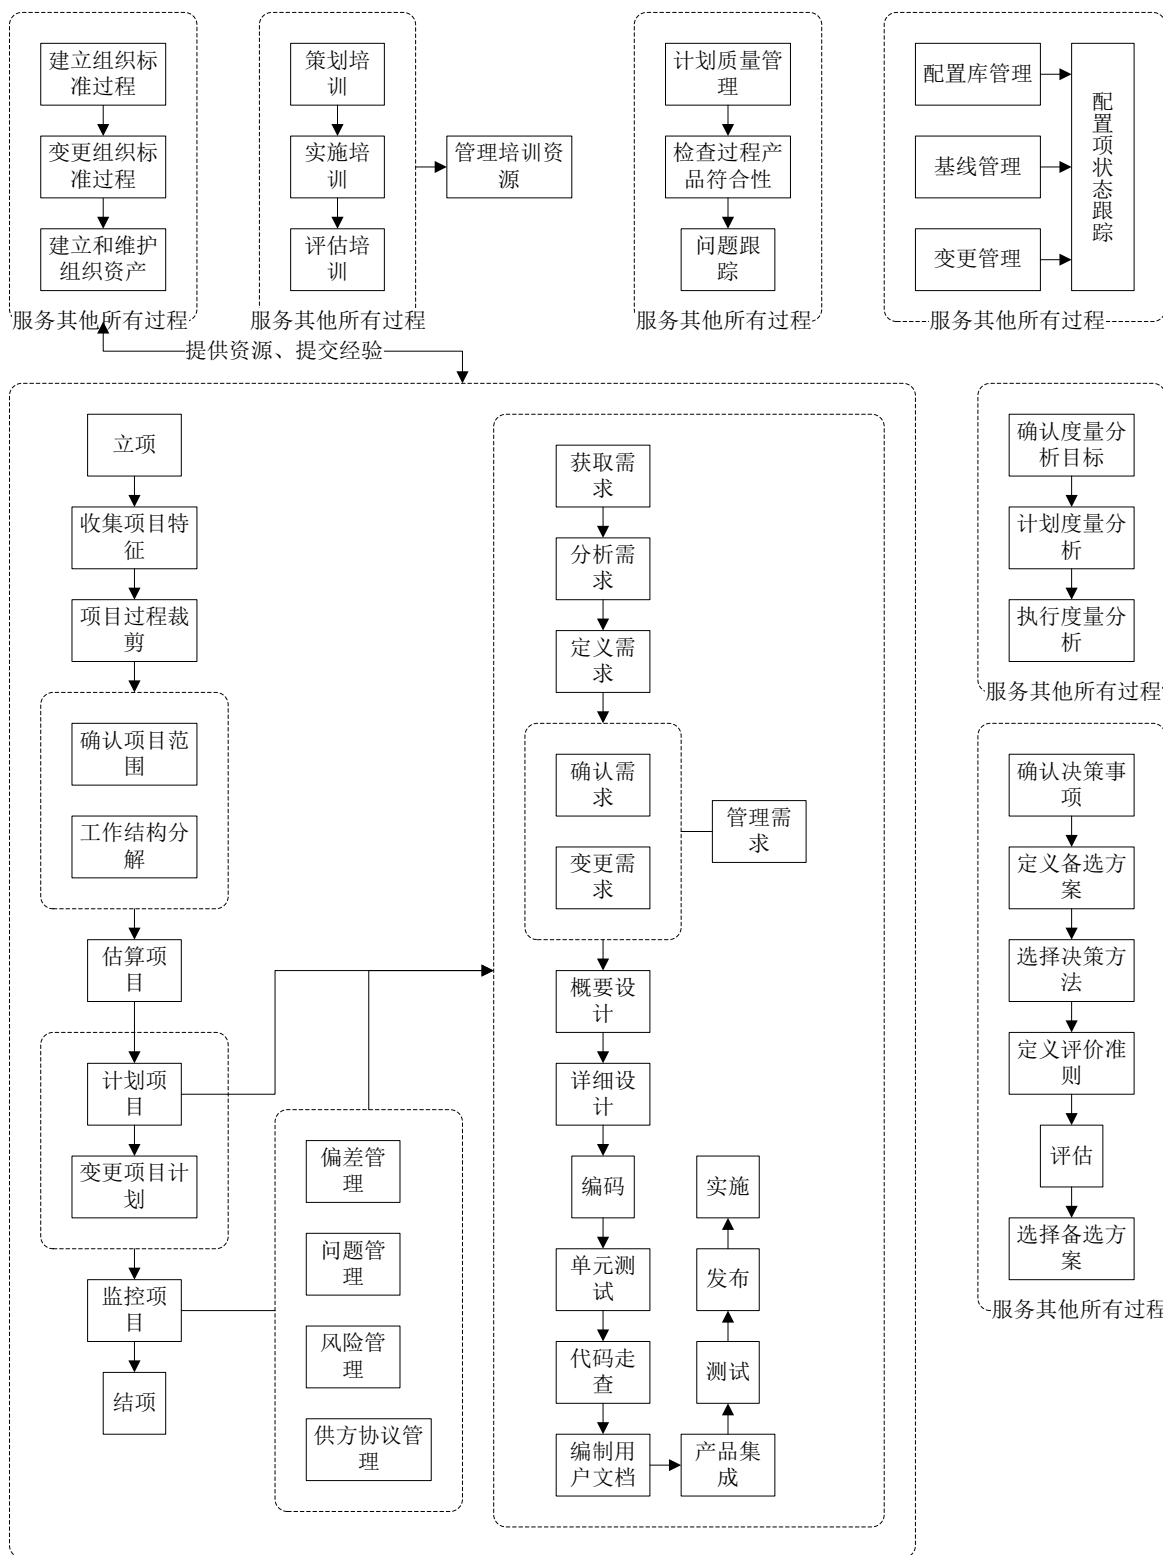 建立组织标
准过程
变更组织标
准过程
建立和维护
组织资产
服务其他所有过程
策划培
训
实施培
训
评估培
训
管理培训资
源
服务其他所有过程
计划质量管
理
检查过程产
品符合性
问题跟
踪
服务其他所有过程
配置库管理
基线管理
变更管理
配置项状态跟踪
服务其他所有过程
提供资源、提交经验
立项
收集项目特
征
项目过程裁
剪
确认项目范
围
工作结构分
解
估算项
目
计划项
目
变更项目计
划
监控项
目
结项
偏差管
理
问题管
理
风险管
理
供方协议管
理
获取需
求
分析需
求
定义需
求
确认需
求
变更需
求
管理需
求
概要设
计
详细设
计
编码
单元测
试
代码走
查
编制用
户文档
产品集
成
测试
发布
实施
确认度量分
析目标
计划度量分
析
执行度量分
析
服务其他所有过程
确认决策事
项
定义备选方
案
选择决策方
法
定义评价准
则
评估
选择备选方
案
服务其他所有过程